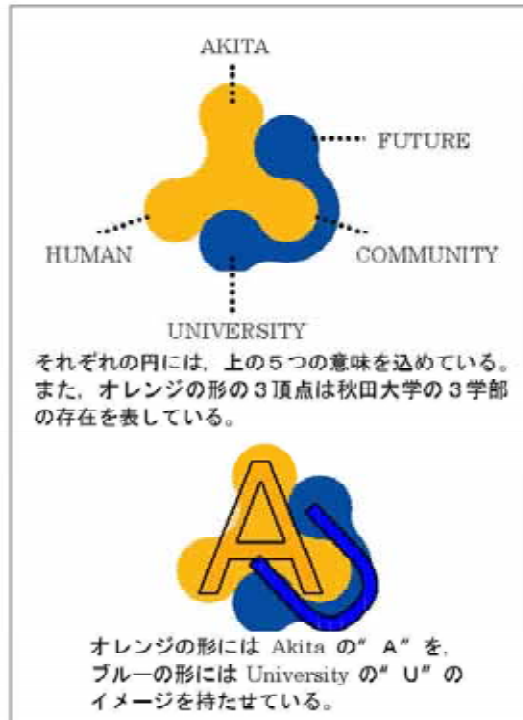 AKITA
FUTURE
HUMAN
COMMUNITY
UNIVERSITY
それぞれの円には，上の５つの意味を込めている。
また，オレンジの形の３頂点は秋田大学の３学部
の存在を表している。
A
U
オレンジの形には Akita の“ A ”を，
ブルーの形には University の“ U ”の
イメージを持たせている。